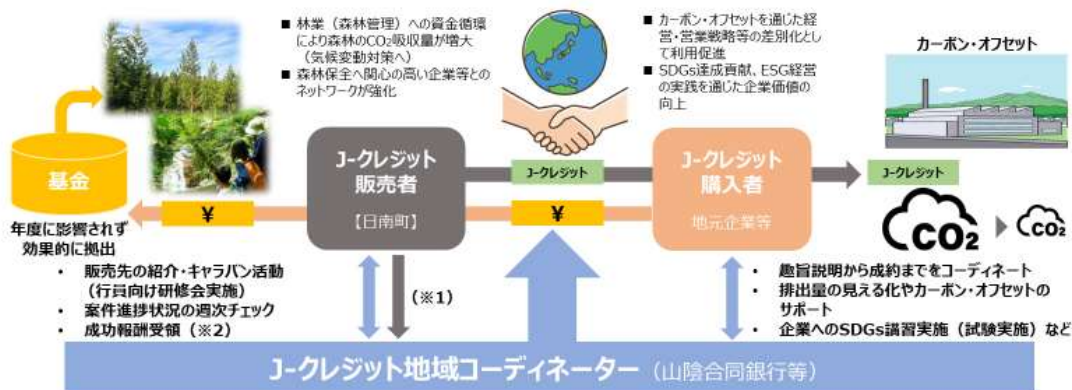 ■ 林業（森林管理）への資金循環
により森林のCO₂吸収量が増大
（気候変動対策へ）
■ 森林保全へ関心の高い企業等との
ネットワークが強化
■ カーボン・オフセットを通じた経
営・営業戦略等の差別化とし
て利用促進
■ SDGs達成貢献、ESG経営
の実践を通じた企業価値の
向上
カーボン・オフセット
基金
¥
J-クレジット
販売者
【日南町】
J-クレジット
¥
J-クレジット
購入者
地元企業等
J-クレジット
CO₂
CO₂
年度に影響されず
効果的に拠出
• 販売先の紹介・キャラバン活動
（行員向け研修会実施）
• 案件進捗状況の週次チェック
• 成功報酬受領（※2）
（※1）
• 趣旨説明から成約までをコーディネート
• 排出量の見える化やカーボン・オフセットの
サポート
• 企業へのSDGs講習実施（試験実施）など
J-クレジット地域コーディネーター（山陰合同銀行等）